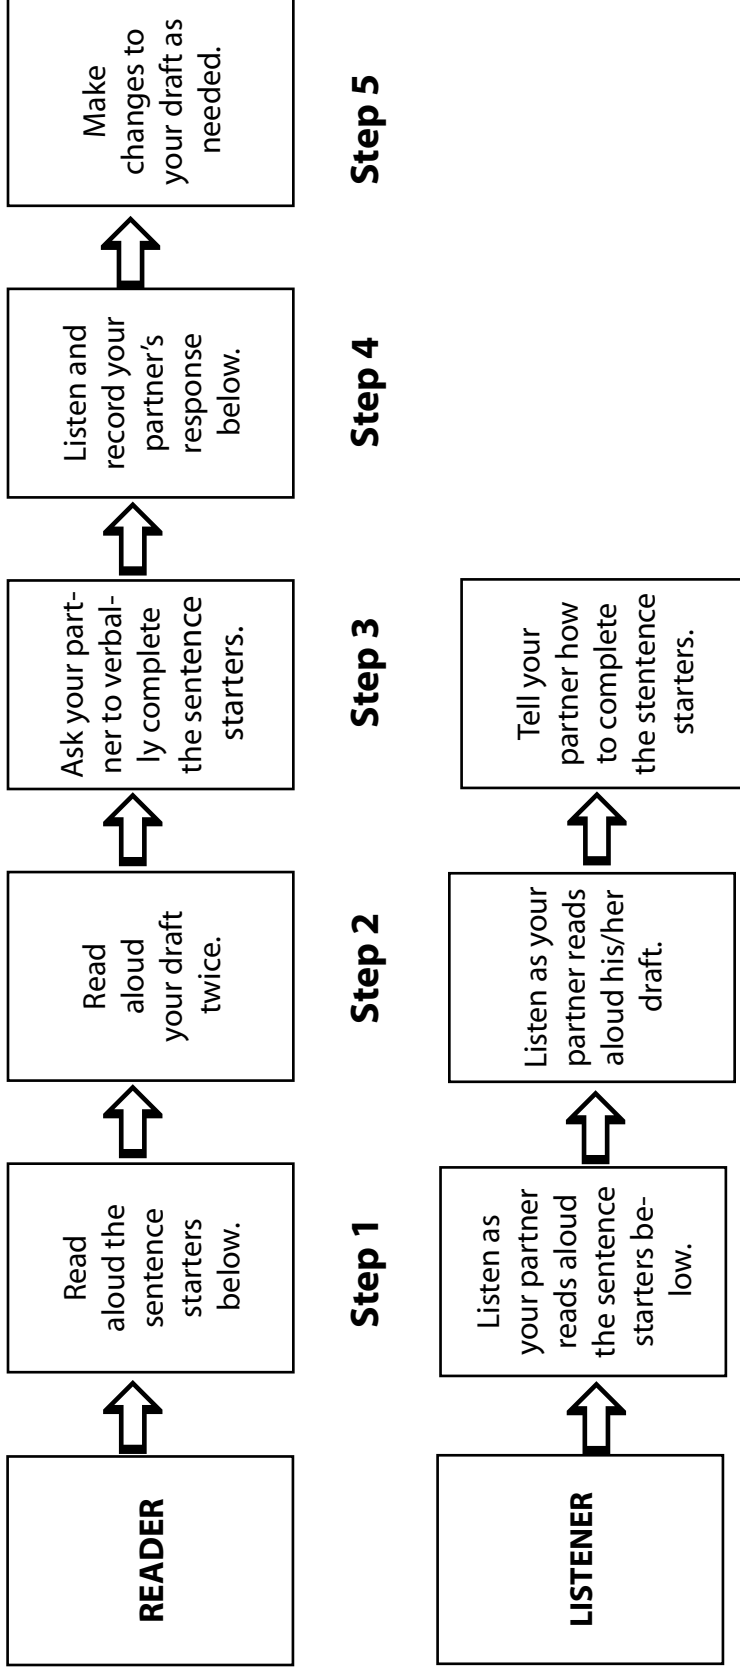 READER
Read
aloud the
sentence
starters
below.
Read
aloud
your draft
twice.
Ask your part-
ner to verbal-
ly complete
the sentence
starters.
Listen and
record your
partner's
response
below.
Make
changes to
your draft as
needed.
Step 1
Step 2
Step 3
Step 4
Step 5
LISTENER
Listen as
your partner
reads aloud
the sentence
starters be-
low.
Listen as your
partner reads
aloud his/her
draft.
Tell your
partner how
to complete
the stentence
starters.